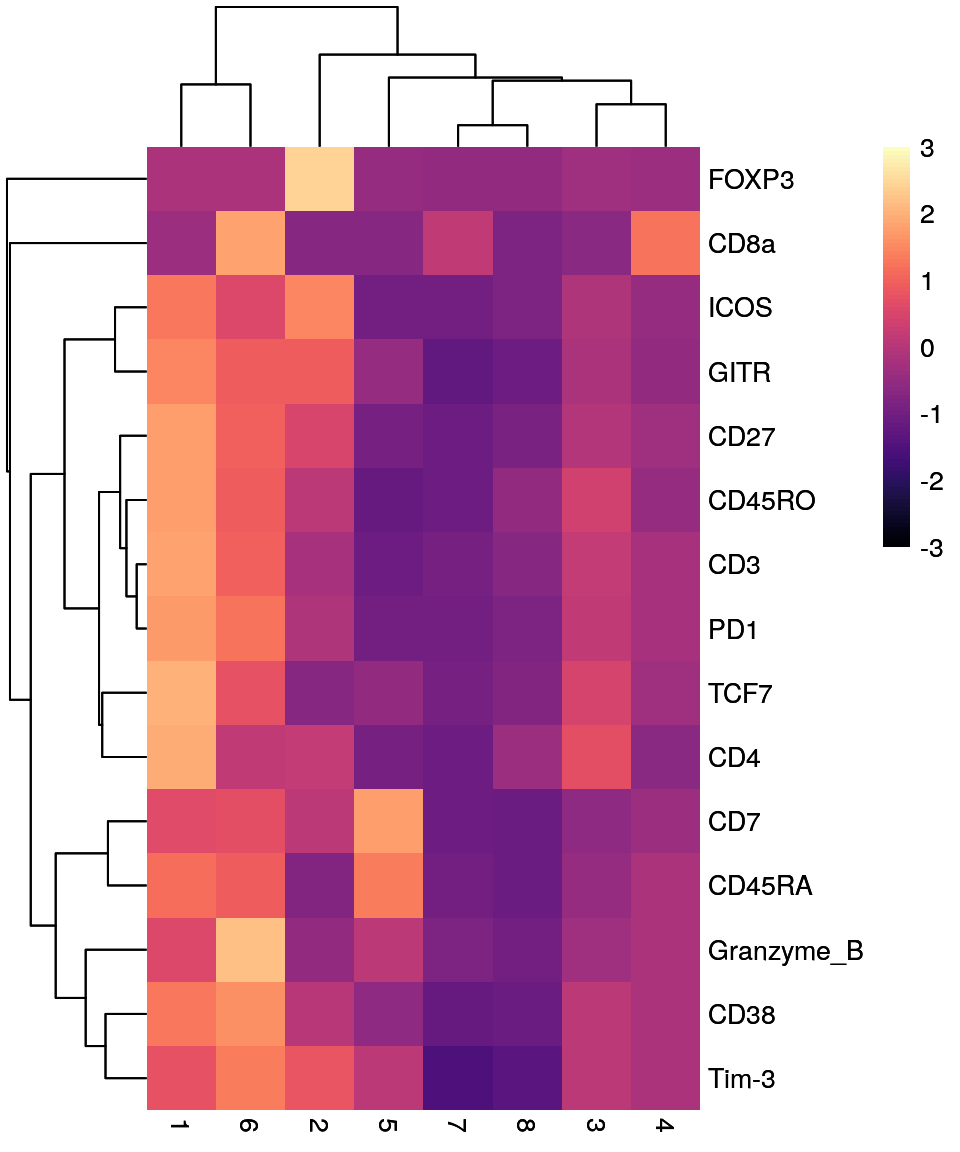 FOXP3
CD8a
ICOS
GITR
CD27
CD45RO
CD3
PD1
TCF7
CD4
CD7
CD45RA
Granzyme_B
CD38
Tim-3
1 6 2 5 7 8 3 4
3
2
1
0
-1
-2
-3